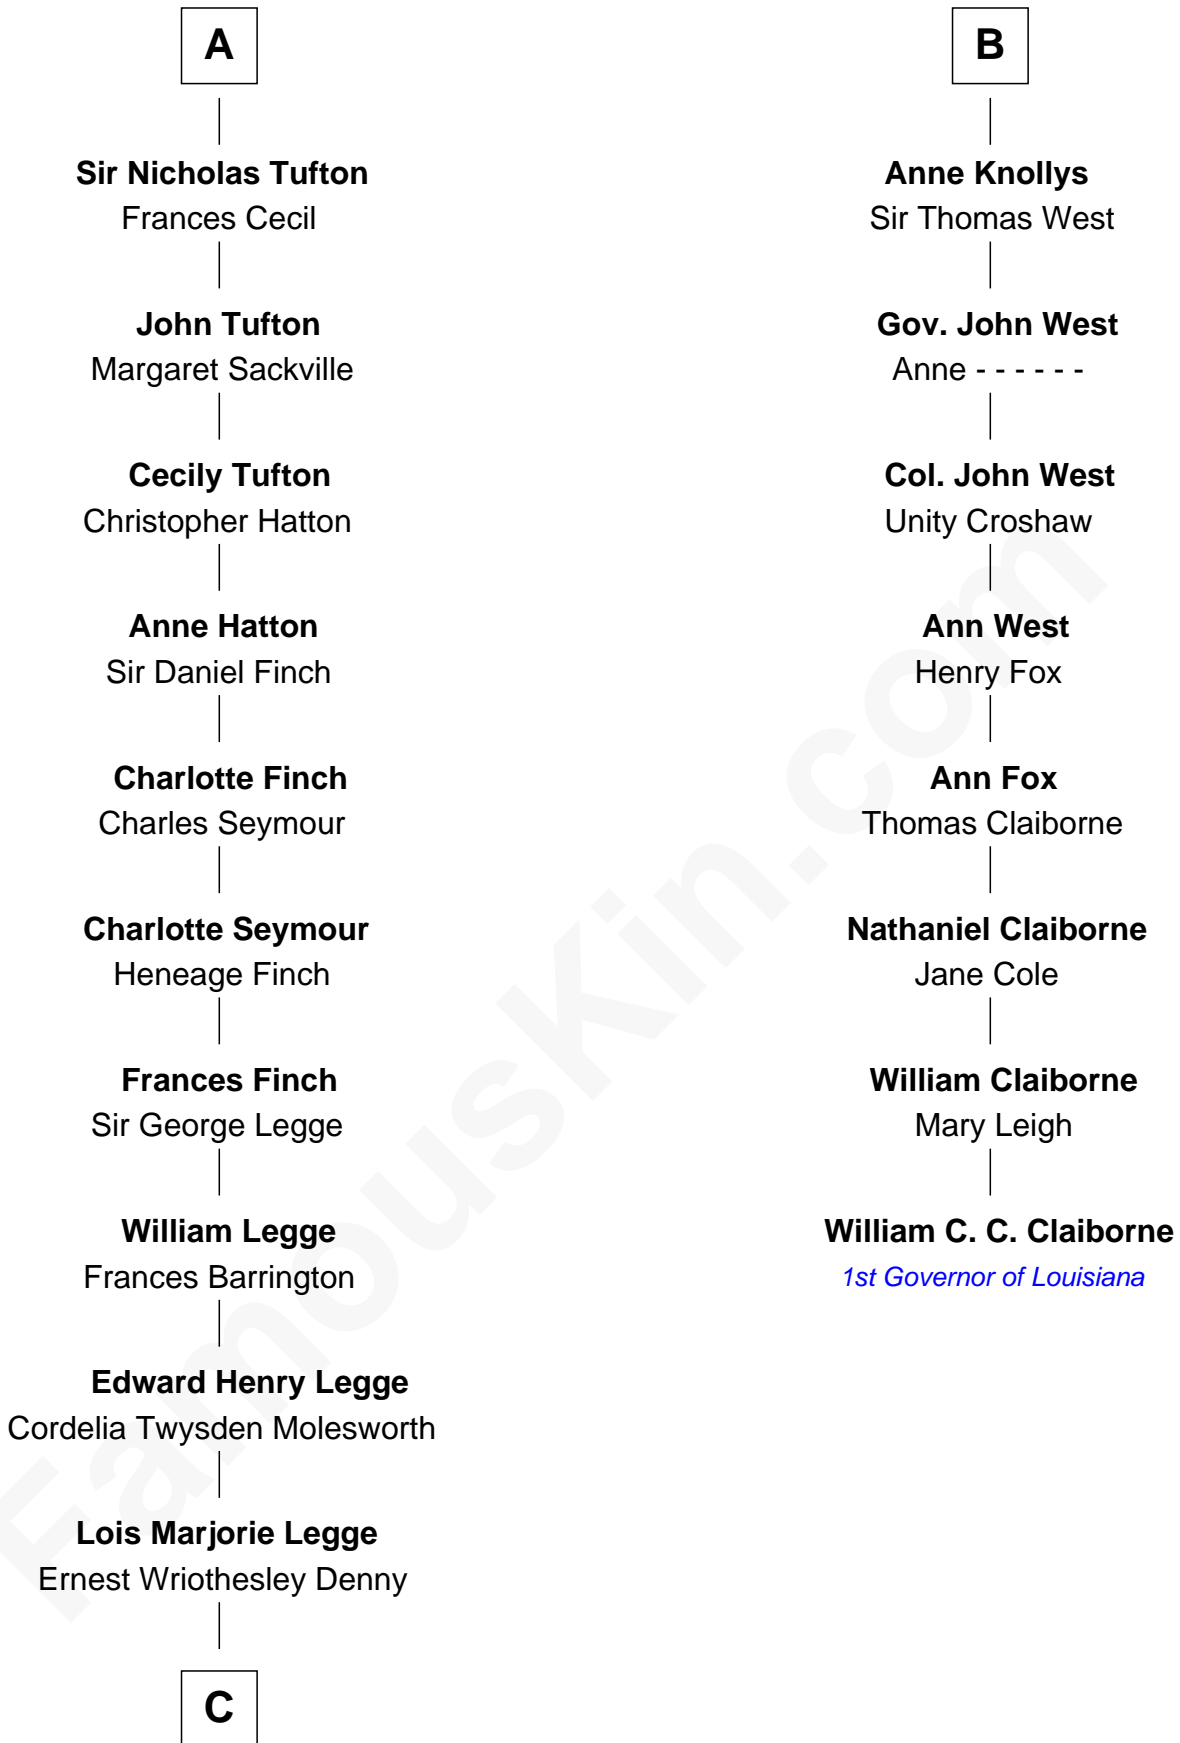 A
Sir Nicholas Tufton
Frances Cecil
John Tufton
Margaret Sackville
Cecily Tufton
Christopher Hatton
Anne Hatton
Sir Daniel Finch
Charlotte Finch
Charles Seymour
Charlotte Seymour
Heneage Finch
Frances Finch
Sir George Legge
William Legge
Frances Barrington
Edward Henry Legge
Cordelia Twysden Molesworth
Lois Marjorie Legge
Ernest Wriothesley Denny
C
B
Anne Knollys
Sir Thomas West
Gov. John West
Anne - - - - - -
Col. John West
Unity Croshaw
Ann West
Henry Fox
Ann Fox
Thomas Claiborne
Nathaniel Claiborne
Jane Cole
William Claiborne
Mary Leigh
William C. C. Claiborne
1st Governor of Louisiana
FamousKin.com